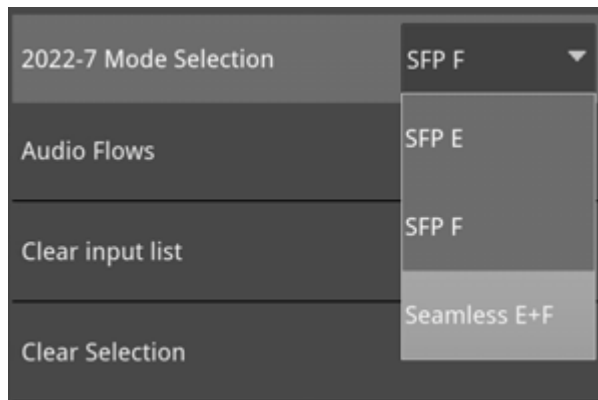 2022-7 Mode Selection
SFP F
SFP E
Audio Flows
SFP F
Clear input list
Seamless E+F
Clear Selection